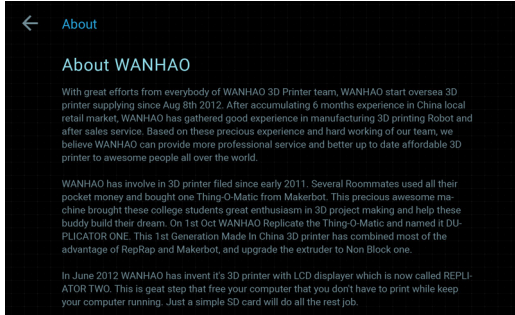 About
About WANHAO
With great efforts from everybody of WANHAO 3D Printer team, WANHAO start oversea 3D
printer supplying since Aug 8th 2012. After accumulating 6 months experience in China local
retail market, WANHAO has gathered good experience in manufacturing 3D printing Robot and
after sales service. Based on these precious experience and hard working of our team, we
believe WANHAO can provide more professional service and better up to date affordable 3D
printer to awesome people all over the world.
WANHAO has involve in 3D printer filed since early 2011. Several Roommates used all their
pocket money and bought one Thing-O-Matic from Makerbot. This precious awesome ma-
chine brought these college students great enthusiasm in 3D project making and help these
buddy build their dream. On 1st Oct WANHAO Replicate the Thing-O-Matic and named it DU-
PLICATOR ONE. This 1st Generation Made In China 3D printer has combined most of the
advantage of RepRap and Makerbot, and upgrade the extruder to Non Block one.
In June 2012 WANHAO has invent it's 3D printer with LCD displayer which is now called REPLI-
ATOR TWO. This is geat step that free your computer that you don't have to print while keep
your computer running. Just a simple SD card will do all the rest job.